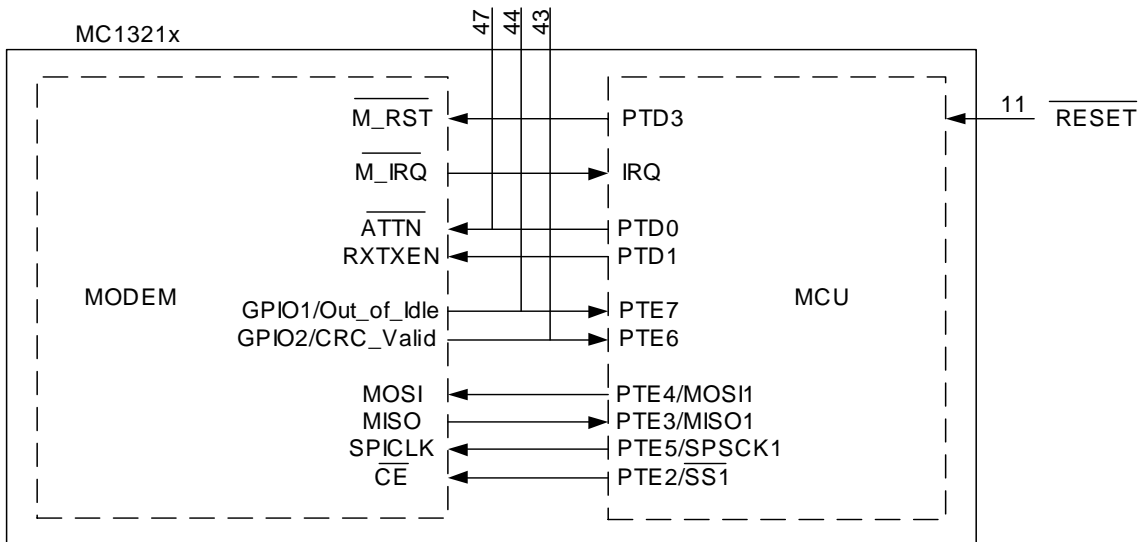 47 44 43
MC1321x
M_RST PTD3 11 RESET
M_IRQ IRQ
ATTN PTD0
RXTXEN PTD1
MODEM MCU
GPIO1/Out_of_Idle PTE7
GPIO2/CRC_Valid PTE6
MOSI PTE4/MOSI1
MISO PTE3/MISO1
SPICLK PTE5/SPSCK1
CE PTE2/SS1